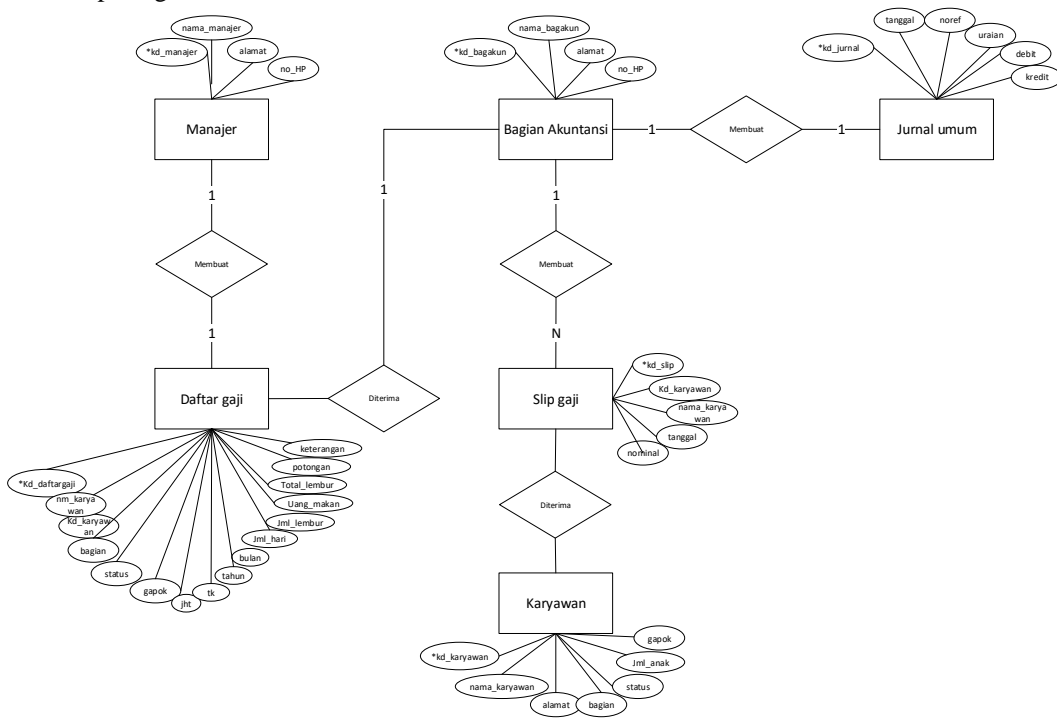 nama_manajer
*kd_manajer
alamat
no_HP
Manajer
1
Membuat
1
Daftar gaji
keterangan
potongan
Total_lembur
Uang_makan
Jml_lembur
Jml_hari
bulan
tahun
tk
jht
gapok
status
bagian
Kd_karyaw
an
nm_karya
wan
*Kd_daftargaji
Diterima
1
nama_bagakun
*kd_bagakun
alamat
no_HP
Bagian Akuntansi
1
Membuat
1
tanggal
noref
uraian
*kd_jurnal
debit
kredit
Jurnal umum
1
Membuat
N
Slip gaji
*kd_slip
Kd_karyawan
nama_karya
wan
tanggal
nominal
Diterima
Karyawan
gapok
*kd_karyawan
Jml_anak
nama_karyawan
status
alamat
bagian